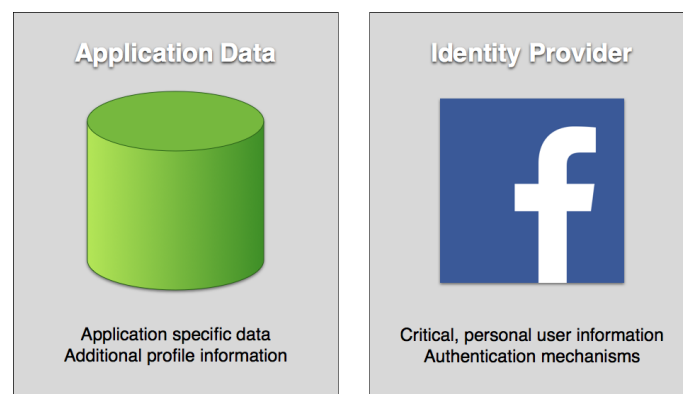 Application Data
Application specific data
Additional profile information
Identity Provider
f
Critical, personal user information
Authentication mechanisms